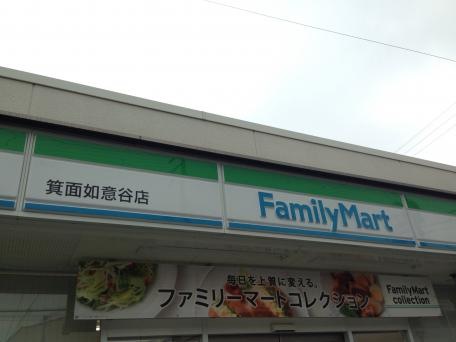 箕面如意谷店
FamilyMart
毎日を上質に変える。
ファミリーマートコレクション
FamilyMart
collection